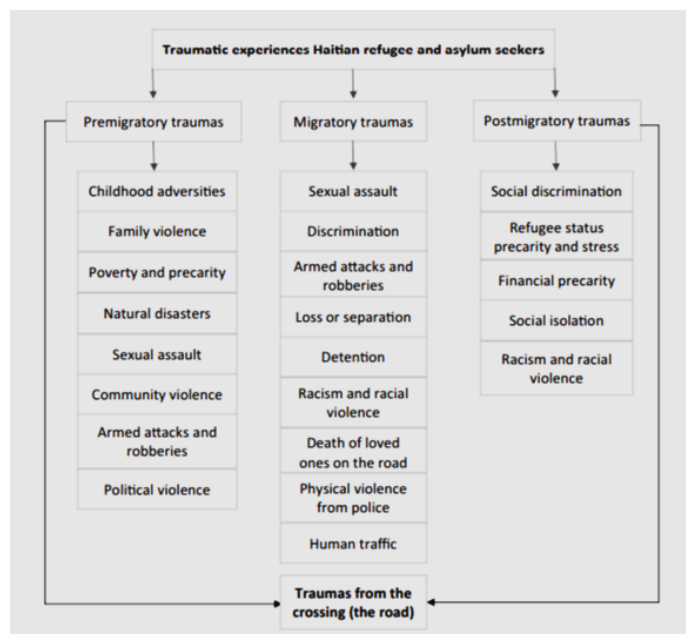 Traumatic experiences Haitian refugee and asylum seekers
Premigratory traumas
Migratory traumas
Postmigratory traumas
Childhood adversities
Family violence
Poverty and precarity
Natural disasters
Sexual assault
Community violence
Armed attacks and
robberies
Political violence
Sexual assault
Discrimination
Armed attacks and
robberies
Loss or separation
Detention
Racism and racial
violence
Death of loved
ones on the road
Physical violence
from police
Human traffic
Social discrimination
Refugee status
precarity and stress
Financial precarity
Social isolation
Racism and racial
violence
Traumas from the
crossing (the road)